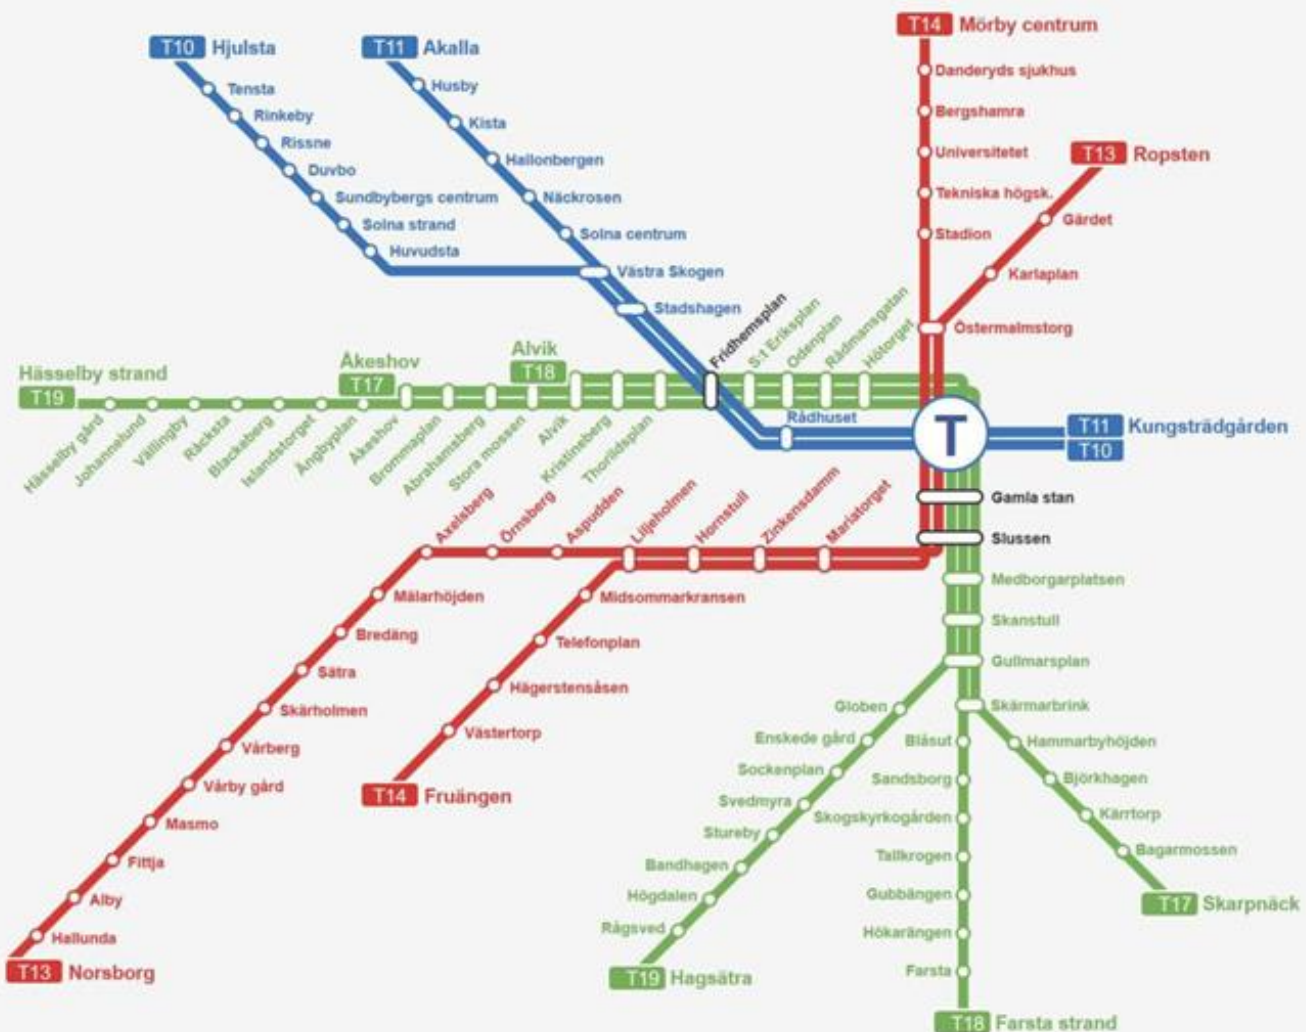 T10 Hjulsta
Tensta
Rinkeby
Rissne
Duvbo
Sundbybergs centrum
Solna strand
Huvudsta
T11 Akalla
Husby
Kista
Hallonbergen
Näckrosen
Solna centrum
Västra Skogen
Stadshagen
T14 Mörby centrum
Danderyds sjukhus
Bergshamra
Universitetet
Tekniska högsk.
Stadion
T13 Ropsten
Gärdet
Karlaplan
Östermalmstorg
Hässelby strand
T19
Hässelby gård
Johannelund
Vällingby
Råcksta
Blackeberg
Islandstorget
Ängbyplan
Åkeshov
T17
Åkeshov
Brommaplan
Abrahamsberg
Stora mossen
Alvik
T18
Alvik
Kristineberg
Thorildsplan
Fridhemsplan
S:t Eriksplan
Odenplan
Rådmansgatan
Hötorget
Rådhuset
T
T11 Kungsträdgården
T10
Gamla stan
Slussen
Medborgarplatsen
Skanstull
Gullmarsplan
Skärmarbrink
Axelsberg
Örnsberg
Aspudden
Liljeholmen
Hornstull
Zinkensdamm
Mariatorget
Mälarhöjden
Bredäng
Sätra
Skärholmen
Vårberg
Vårby gård
Masmo
Fittja
Alby
Hallunda
T13 Norsborg
Midsommarkransen
Telefonplan
Hägerstensåsen
Västertorp
T14 Fruängen
Globen
Enskede gård
Sockenplan
Svedmyra
Stureby
Bandhagen
Högdalen
Rågsved
T19 Hagsätra
Blåsut
Sandsborg
Skogskyrkogården
Tallkrogen
Gubbängen
Hökarängen
Farsta
T18 Farsta strand
Hammarbyhöjden
Björkhagen
Kärrtorp
Bagarmossen
T17 Skarpnäck